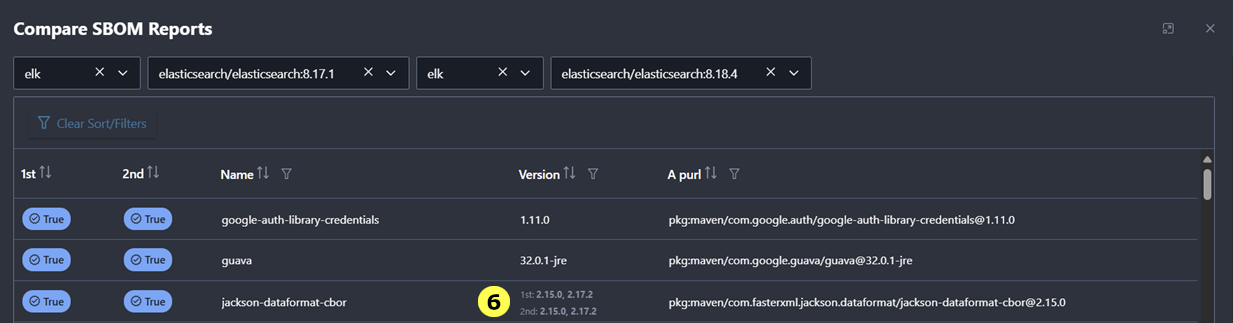 Compare SBOM Reports
elk elasticsearch/elasticsearch:8.17.1 elk elasticsearch/elasticsearch:8.18.4
Clear Sort/Filters
1st 2nd Name Version A purl
True True google-auth-library-credentials 1.11.0 pkg:maven/com.google.auth/google-auth-library-credentials@1.11.0
True True guava 32.0.1-jre pkg:maven/com.google.guava/guava@32.0.1-jre
True True jackson-dataformat-cbor 6 1st: 2.15.0, 2.17.2 pkg:maven/com.fasterxml.jackson.dataformat/jackson-dataformat-cbor@2.15.0
2nd: 2.15.0, 2.17.2